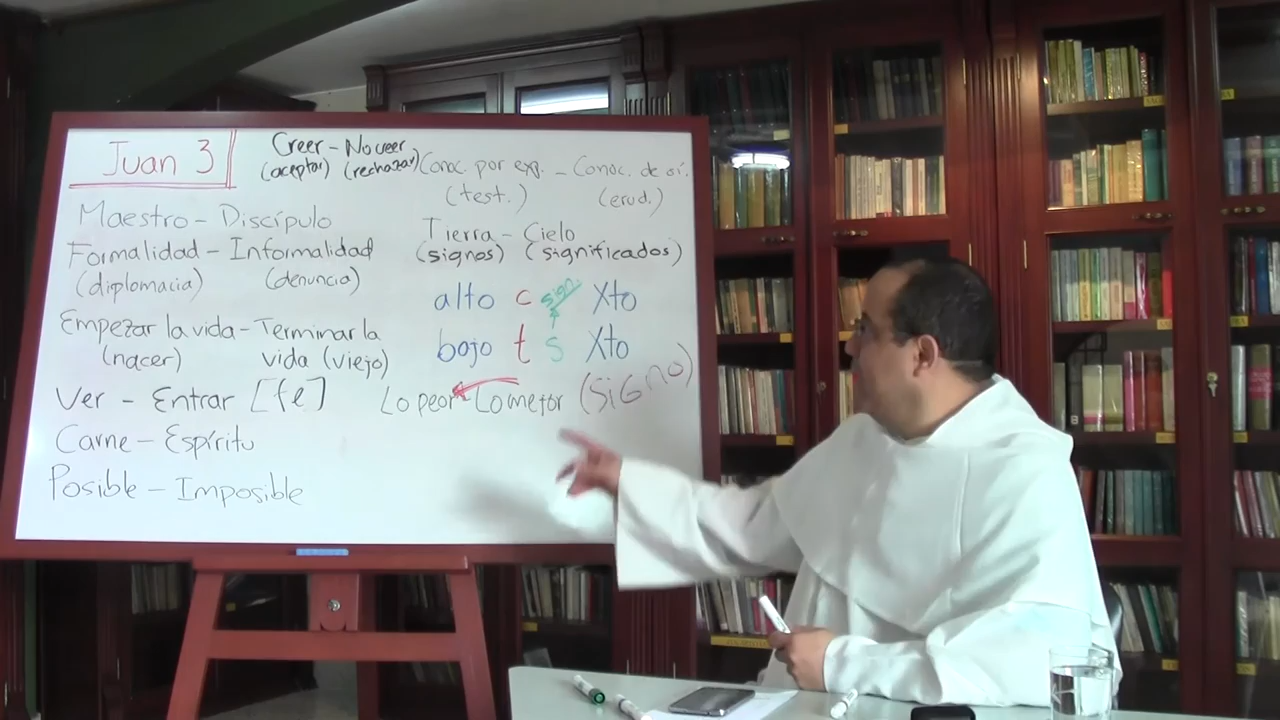 Juan 3
Creer - No creer
(aceptar) (rechazar)
Conoc. por exp. - Conoc. de oí.
(test.) (erud.)
Maestro - Discípulo
Formalidad - Informalidad
(diplomacia) (denuncia)
Empezar la vida - Terminar la
(nacer) vida (viejo)
Ver - Entrar [fe]
Carne - Espíritu
Posible - Imposible
Tierra - Cielo
(signos) (significados)
alto c sign. Xto
bajo t s Xto
Lo peor Lo mejor (signo)